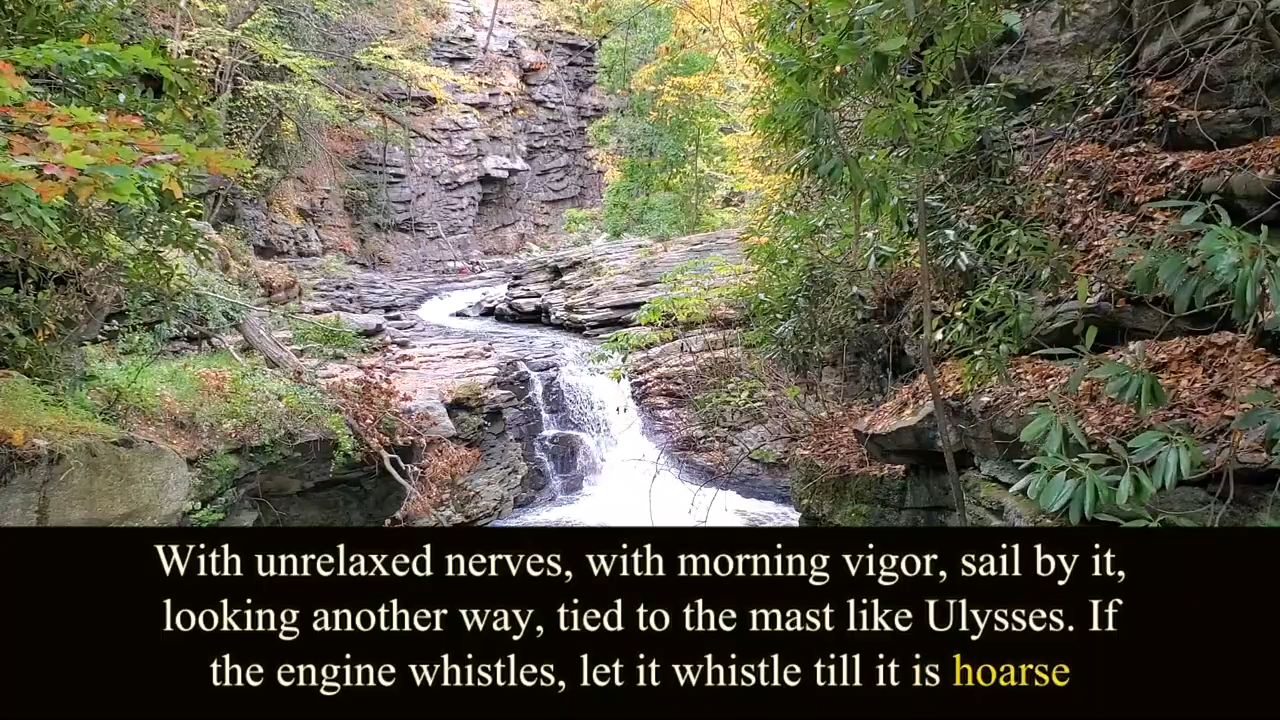 With unrelaxed nerves, with morning vigor, sail by it,
looking another way, tied to the mast like Ulysses. If
the engine whistles, let it whistle till it is hoarse